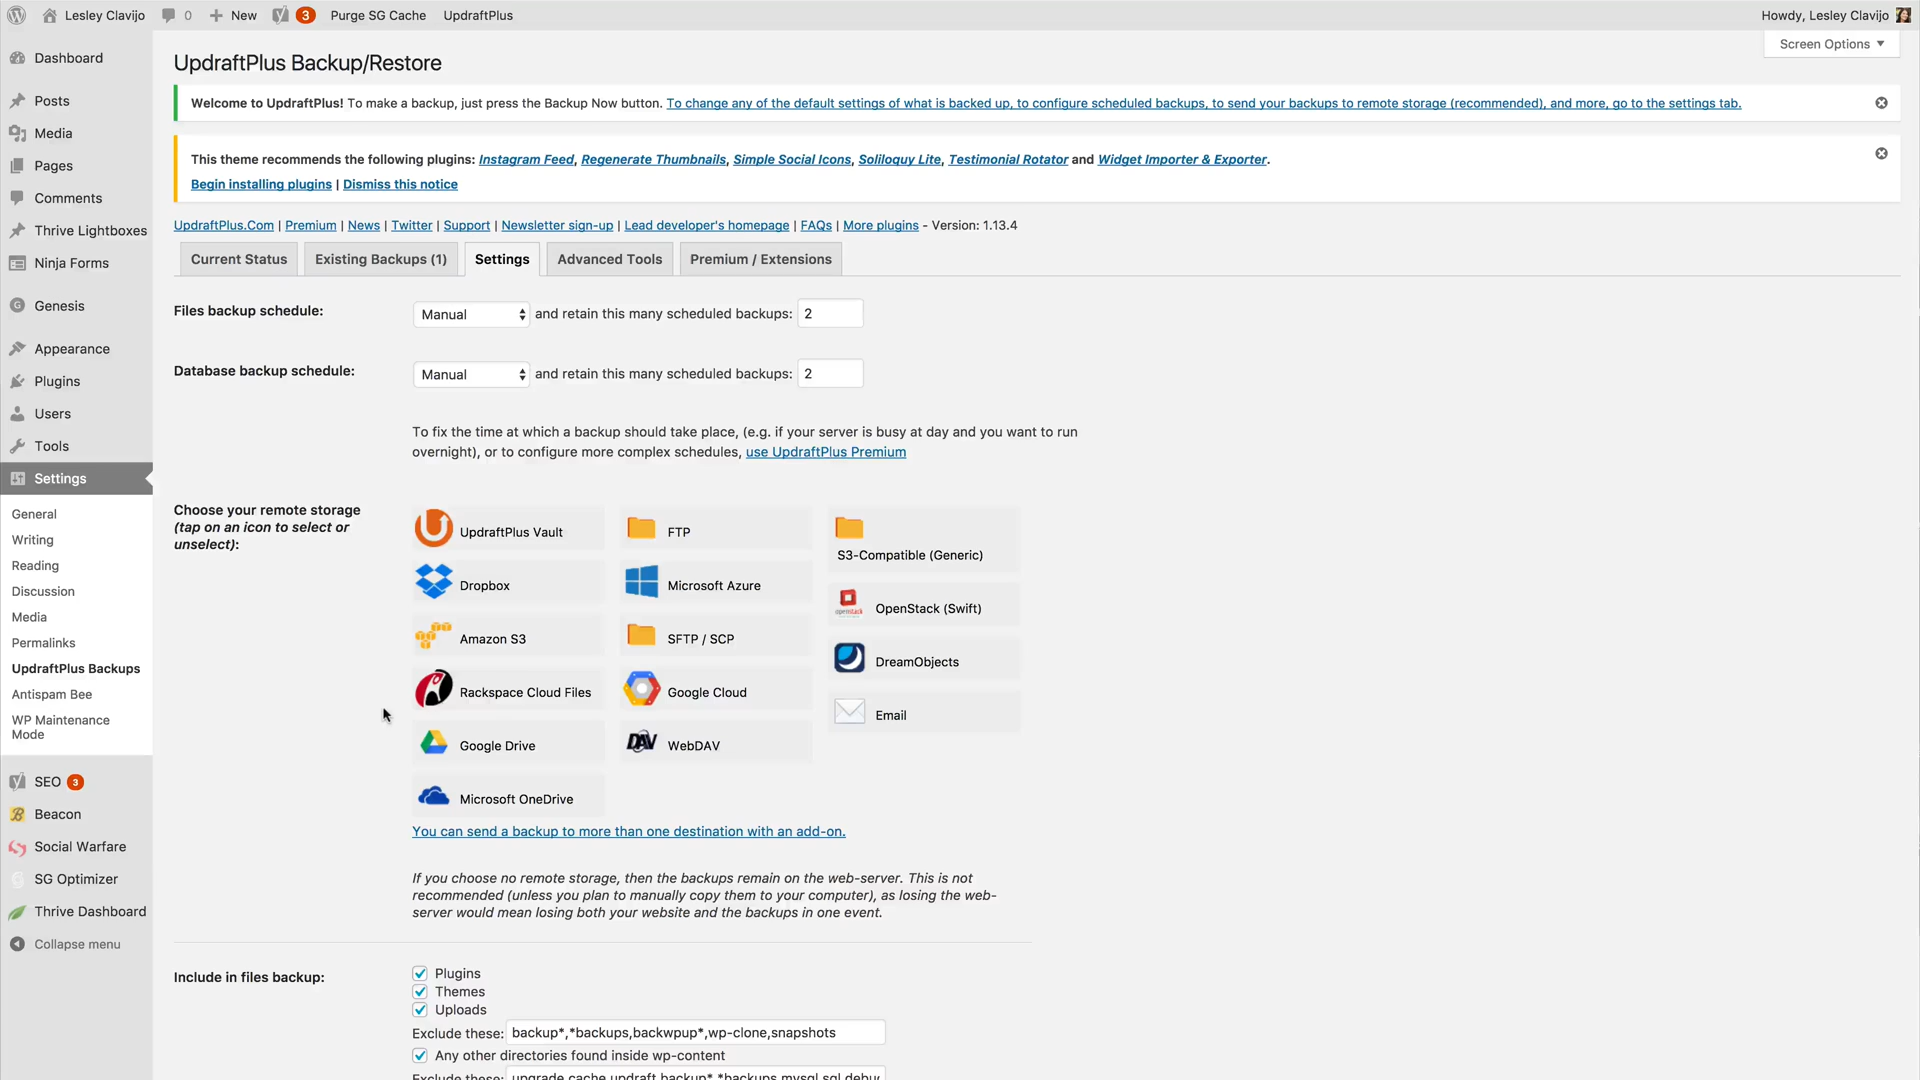 Lesley Clavijo 0 New 3 Purge SG Cache UpdraftPlus Howdy, Lesley Clavijo
Screen Options
Dashboard
Posts
Media
Pages
Comments
Thrive Lightboxes
Ninja Forms
Genesis
Appearance
Plugins
Users
Tools
Settings
General
Writing
Reading
Discussion
Media
Permalinks
UpdraftPlus Backups
Antispam Bee
WP Maintenance
Mode
SEO 3
Beacon
Social Warfare
SG Optimizer
Thrive Dashboard
Collapse menu
UpdraftPlus Backup/Restore
Welcome to UpdraftPlus! To make a backup, just press the Backup Now button. To change any of the default settings of what is backed up, to configure scheduled backups, to send your backups to remote storage (recommended), and more, go to the settings tab.
This theme recommends the following plugins: Instagram Feed, Regenerate Thumbnails, Simple Social Icons, Soliloquy Lite, Testimonial Rotator and Widget Importer & Exporter.
Begin installing plugins | Dismiss this notice
UpdraftPlus.Com | Premium | News | Twitter | Support | Newsletter sign-up | Lead developer's homepage | FAQs | More plugins - Version: 1.13.4
Current Status Existing Backups (1) Settings Advanced Tools Premium / Extensions
Files backup schedule: Manual and retain this many scheduled backups: 2
Database backup schedule: Manual and retain this many scheduled backups: 2
To fix the time at which a backup should take place, (e.g. if your server is busy at day and you want to run
overnight), or to configure more complex schedules, use UpdraftPlus Premium
Choose your remote storage
(tap on an icon to select or
unselect):
UpdraftPlus Vault
Dropbox
Amazon S3
Rackspace Cloud Files
Google Drive
Microsoft OneDrive
FTP
Microsoft Azure
SFTP / SCP
Google Cloud
DAV WebDAV
S3-Compatible (Generic)
openstack OpenStack (Swift)
DreamObjects
Email
You can send a backup to more than one destination with an add-on.
If you choose no remote storage, then the backups remain on the web-server. This is not
recommended (unless you plan to manually copy them to your computer), as losing the web-
server would mean losing both your website and the backups in one event.
Include in files backup:
Plugins
Themes
Uploads
Exclude these: backup*,*backups,backwpup*,wp-clone,snapshots
Any other directories found inside wp-content
Exclude these: upgrade,cache,updraft,backup*,*backups,mysql.sql,debu